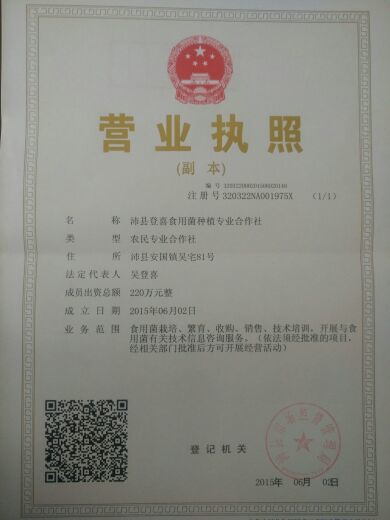 营业执照
(副 本)
编 号 320322000201506020140
注 册 号 320322NA001975X (1/1)
名 称 沛县登喜食用菌种植专业合作社
类 型 农民专业合作社
住 所 沛县安国镇吴宅81号
法定代表人 吴登喜
成员出资总额 220万元整
成 立 日 期 2015年06月02日
业 务 范 围 食用菌栽培、繁育、收购、销售、技术培训,开展与食
用菌有关技术信息咨询服务。(依法须经批准的项目,
经相关部门批准后方可开展经营活动)
登 记 机 关
2015年 06月 02日